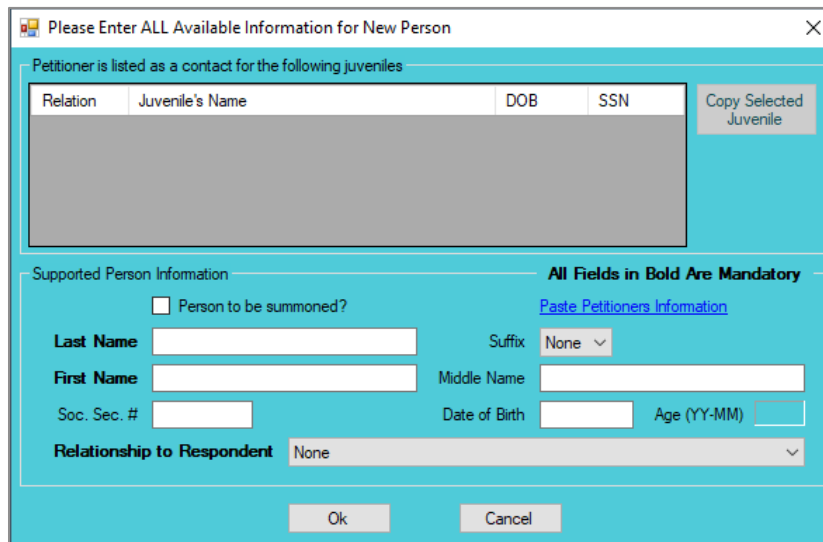 Please Enter ALL Available Information for New Person
Petitioner is listed as a contact for the following juveniles
Relation Juvenile's Name DOB SSN
Copy Selected
Juvenile
Supported Person Information All Fields in Bold Are Mandatory
Person to be summoned? Paste Petitioners Information
Last Name Suffix None
First Name Middle Name
Soc. Sec. # Date of Birth Age (YY-MM)
Relationship to Respondent None
Ok Cancel